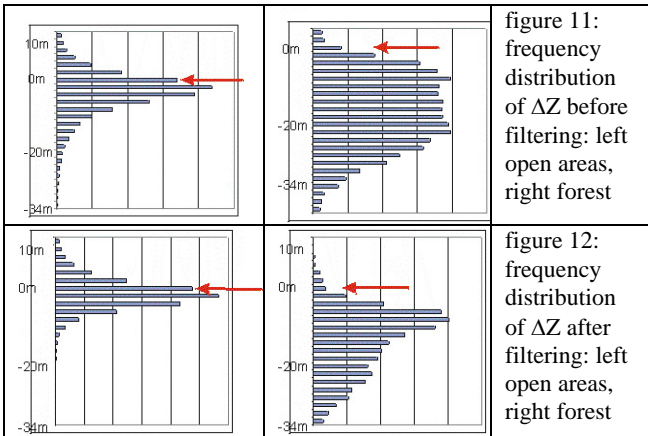 10m
0m
-20m
-34m
0m
-20m
-34m
figure 11:
frequency
distribution
of ΔZ before
filtering: left
open areas,
right forest
10m
0m
-20m
-34m
10m
0m
-20m
-34m
figure 12:
frequency
distribution
of ΔZ after
filtering: left
open areas,
right forest